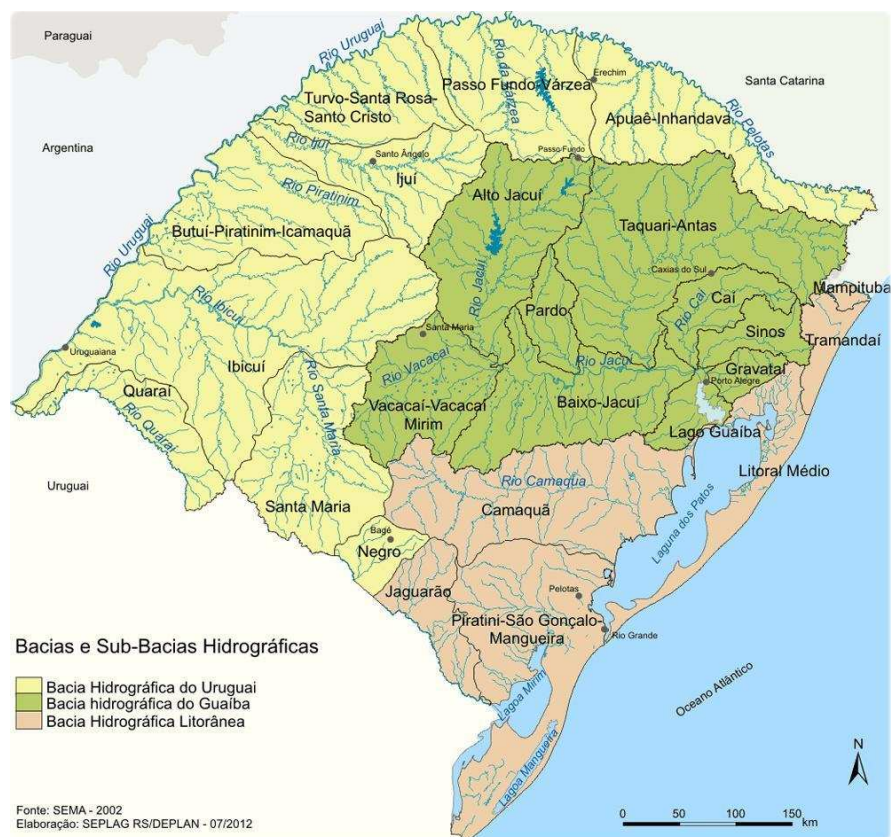 Paraguai
Rio Uruguai
Santa Catarina
Argentina
Uruguai
Rio Uruguai
Erechim
Passo Fundo-Várzea
Rio da Várzea
Turvo-Santa Rosa-
Santo Cristo
Apuaê-Inhandava
Rio Pelotas
Rio Ijuí
Santo Ângelo
Ijuí
Passo Fundo
Rio Piratinim
Alto Jacuí
Taquari-Antas
Butuí-Piratinim-Icamaquã
Rio Jacuí
Caxias do Sul
Mampituba
Rio Ibicuí
Caí
Rio Caí
Pardo
Santa Maria
Sinos
Tramandaí
Uruguaiana
Ibicuí
Rio Vacacaí
Rio Jacuí
Gravataí
Porto Alegre
Quaraí
Rio Santa Maria
Vacacaí-Vacacaí
Mirim
Baixo-Jacuí
Rio Quaraí
Lago Guaíba
Litoral Médio
Rio Camaqua
Santa Maria
Camaquã
Laguna dos Patos
Bagé
Negro
Jaguarão
Pelotas
Piratini-São Gonçalo-
Mangueira
Rio Grande
Oceano Atlântico
Lagoa Mirim
Lagoa Mangueira
Bacias e Sub-Bacias Hidrográficas
Bacia Hidrográfica do Uruguai
Bacia hidrográfica do Guaíba
Bacia Hidrográfica Litorânea
Fonte: SEMA - 2002
Elaboração: SEPLAG RS/DEPLAN - 07/2012
N
0 50 100 150
km